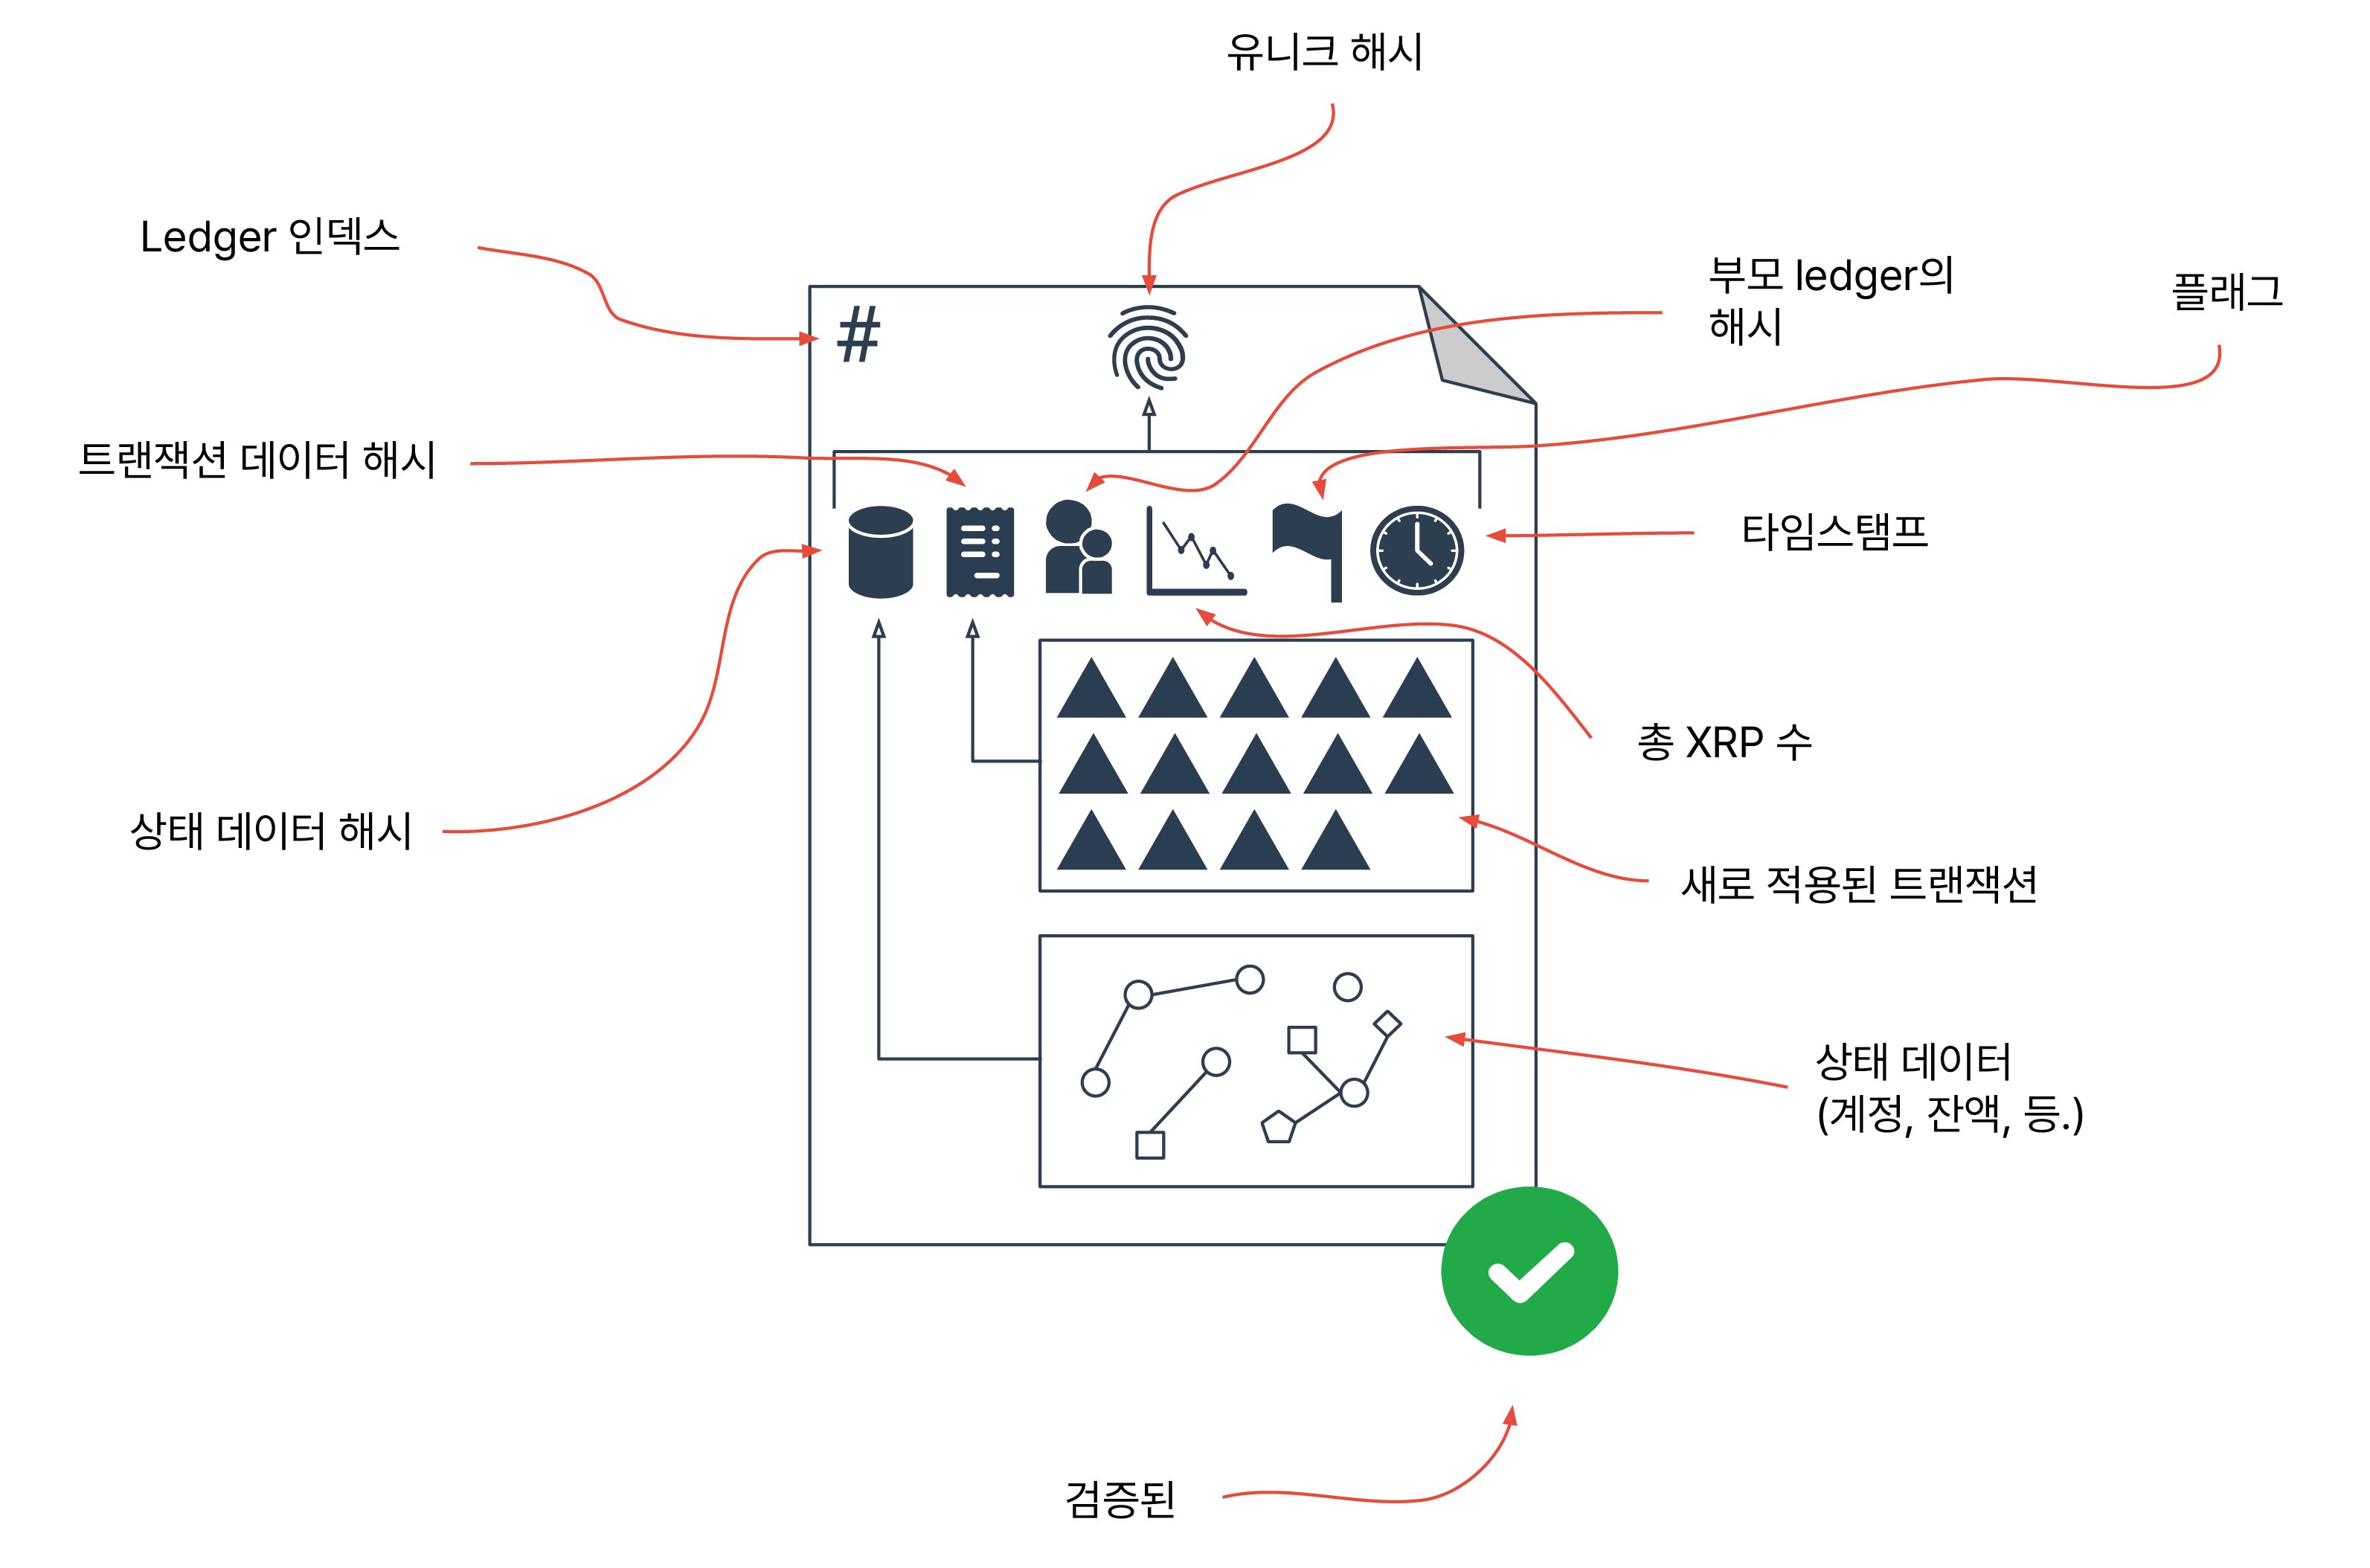 유니크 해시
Ledger 인덱스
부모 ledger의
해시
플래그
트랜잭션 데이터 해시
타임스탬프
총 XRP 수
상태 데이터 해시
새로 적용된 트랜잭션
상태 데이터
(계정, 잔액, 등.)
검증된
#